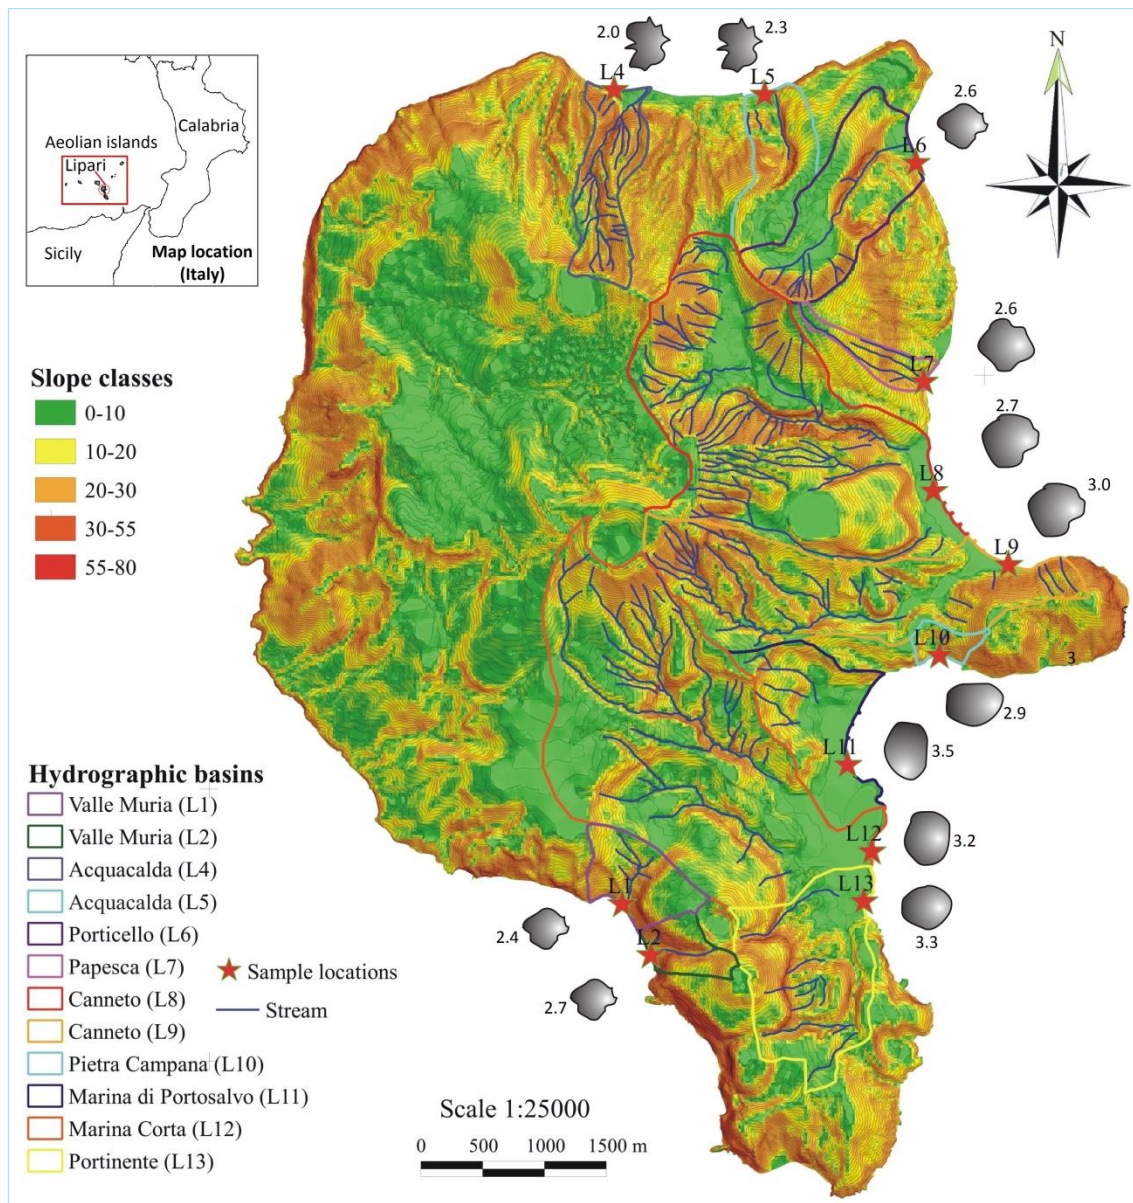 Calabria
Aeolian islands
Lipari
Sicily
Map location
(Italy)
2.0
2.3
L4
L5
2.6
L6
N
2.6
L7
2.7
L8
3.0
L9
L10
3
2.9
L11
3.5
L12
3.2
L13
3.3
L1
2.4
L2
2.7
Slope classes
0-10
10-20
20-30
30-55
55-80
Hydrographic basins
Valle Muria (L1)
Valle Muria (L2)
Acquacalda (L4)
Acquacalda (L5)
Porticello (L6)
Papesca (L7)
Canneto (L8)
Canneto (L9)
Pietra Campana (L10)
Marina di Portosalvo (L11)
Marina Corta (L12)
Portinente (L13)
Sample locations
Stream
Scale 1:25000
0 500 1000 1500 m